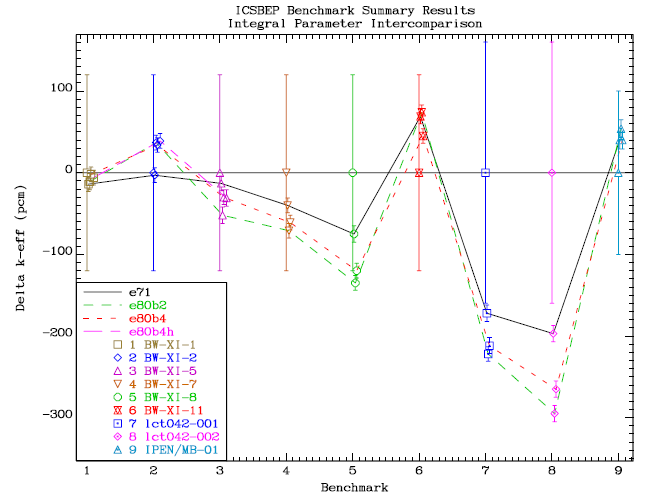 ICSBEP Benchmark Summary Results
Integral Parameter Intercomparison
100
0
-100
-200
-300
Delta k-eff (pcm)
e71
e80b2
e80b4
e80b4h
1 BW-XI-1
2 BW-XI-2
3 BW-XI-5
4 BW-XI-7
5 BW-XI-8
6 BW-XI-11
7 lct042-001
8 lct042-002
9 IPEN/MB-01
1 2 3 4 5 6 7 8 9
Benchmark